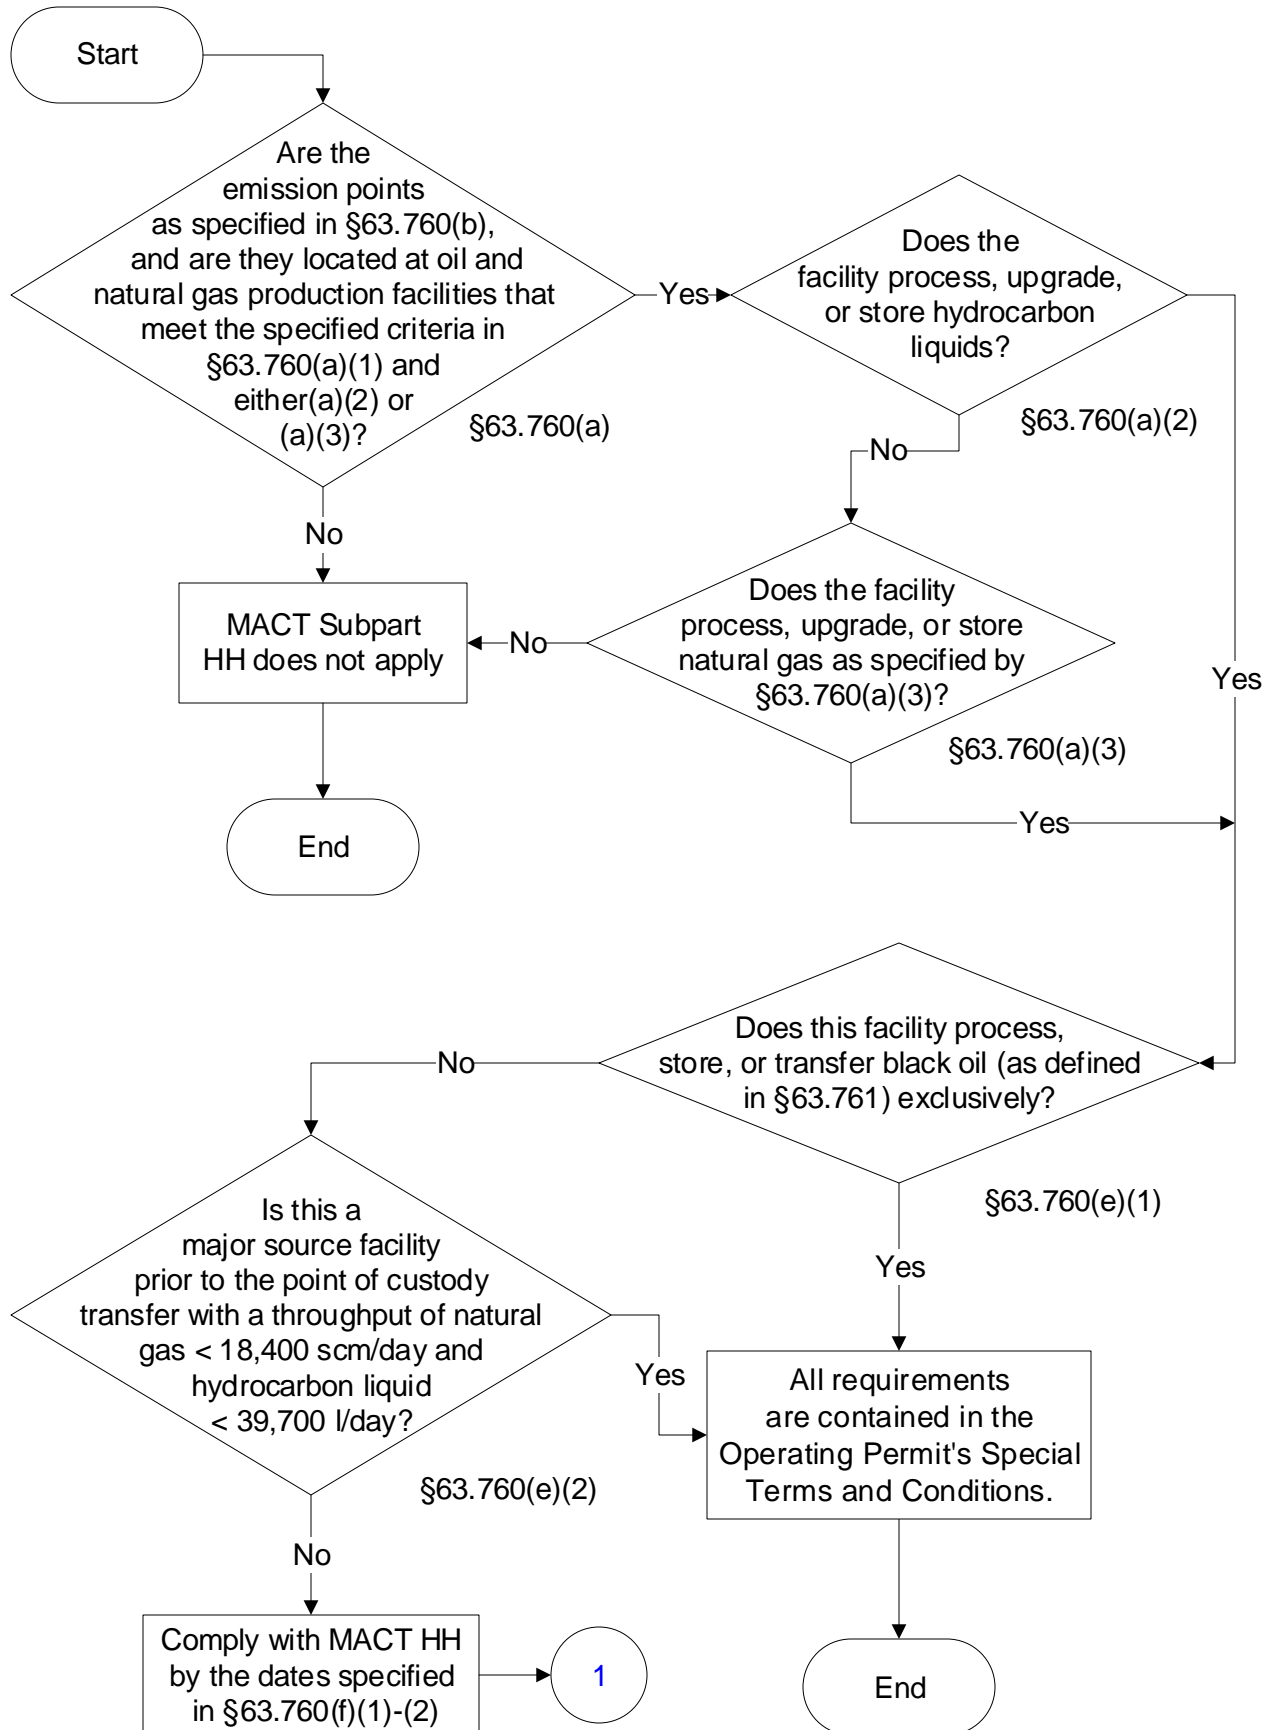 Start
Are the
emission points
as specified in §63.760(b),
and are they located at oil and
natural gas production facilities that
meet the specified criteria in
§63.760(a)(1) and
either(a)(2) or
(a)(3)?
§63.760(a)
Yes
Does the
facility process, upgrade,
or store hydrocarbon
liquids?
§63.760(a)(2)
No
No
Does the facility
process, upgrade, or store
natural gas as specified by
§63.760(a)(3)?
§63.760(a)(3)
No
MACT Subpart
HH does not apply
Yes
Yes
End
Does this facility process,
store, or transfer black oil (as defined
in §63.761) exclusively?
§63.760(e)(1)
No
Yes
Is this a
major source facility
prior to the point of custody
transfer with a throughput of natural
gas < 18,400 scm/day and
hydrocarbon liquid
< 39,700 l/day?
§63.760(e)(2)
Yes
All requirements
are contained in the
Operating Permit's Special
Terms and Conditions.
No
Comply with MACT HH
by the dates specified
in §63.760(f)(1)-(2)
1
End